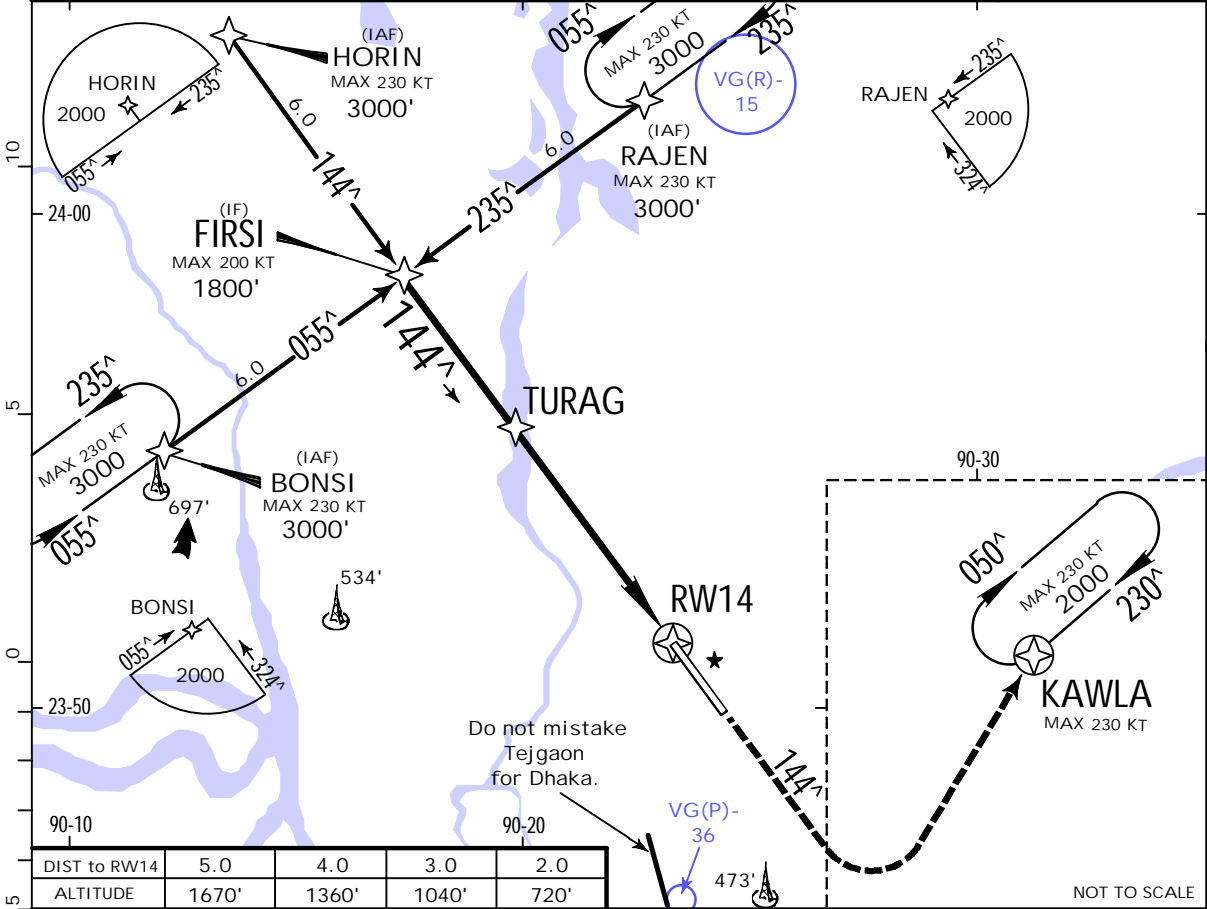 (IAF)
HORIN
MAX 230 KT
3000'
HORIN
2000
235^
055^
6.0
144^
055^
MAX 230 KT
3000
235^
VG(R)-
15
(IAF)
RAJEN
MAX 230 KT
3000'
6.0
235^
RAJEN
235^
2000
324^
10
24-00
(IF)
FIRSI
MAX 200 KT
1800'
144^
055^
6.0
235^
MAX 230 KT
3000
055^
5
TURAG
(IAF)
BONSI
MAX 230 KT
3000'
697'
534'
BONSI
055^
2000
324^
RW14
90-30
050^
MAX 230 KT
2000
230^
KAWLA
MAX 230 KT
0
23-50
Do not mistake
Tejgaon
for Dhaka.
144^
VG(P)-
36
90-10
90-20
473'
DIST to RW14 5.0 4.0 3.0 2.0
ALTITUDE 1670' 1360' 1040' 720'
5
NOT TO SCALE